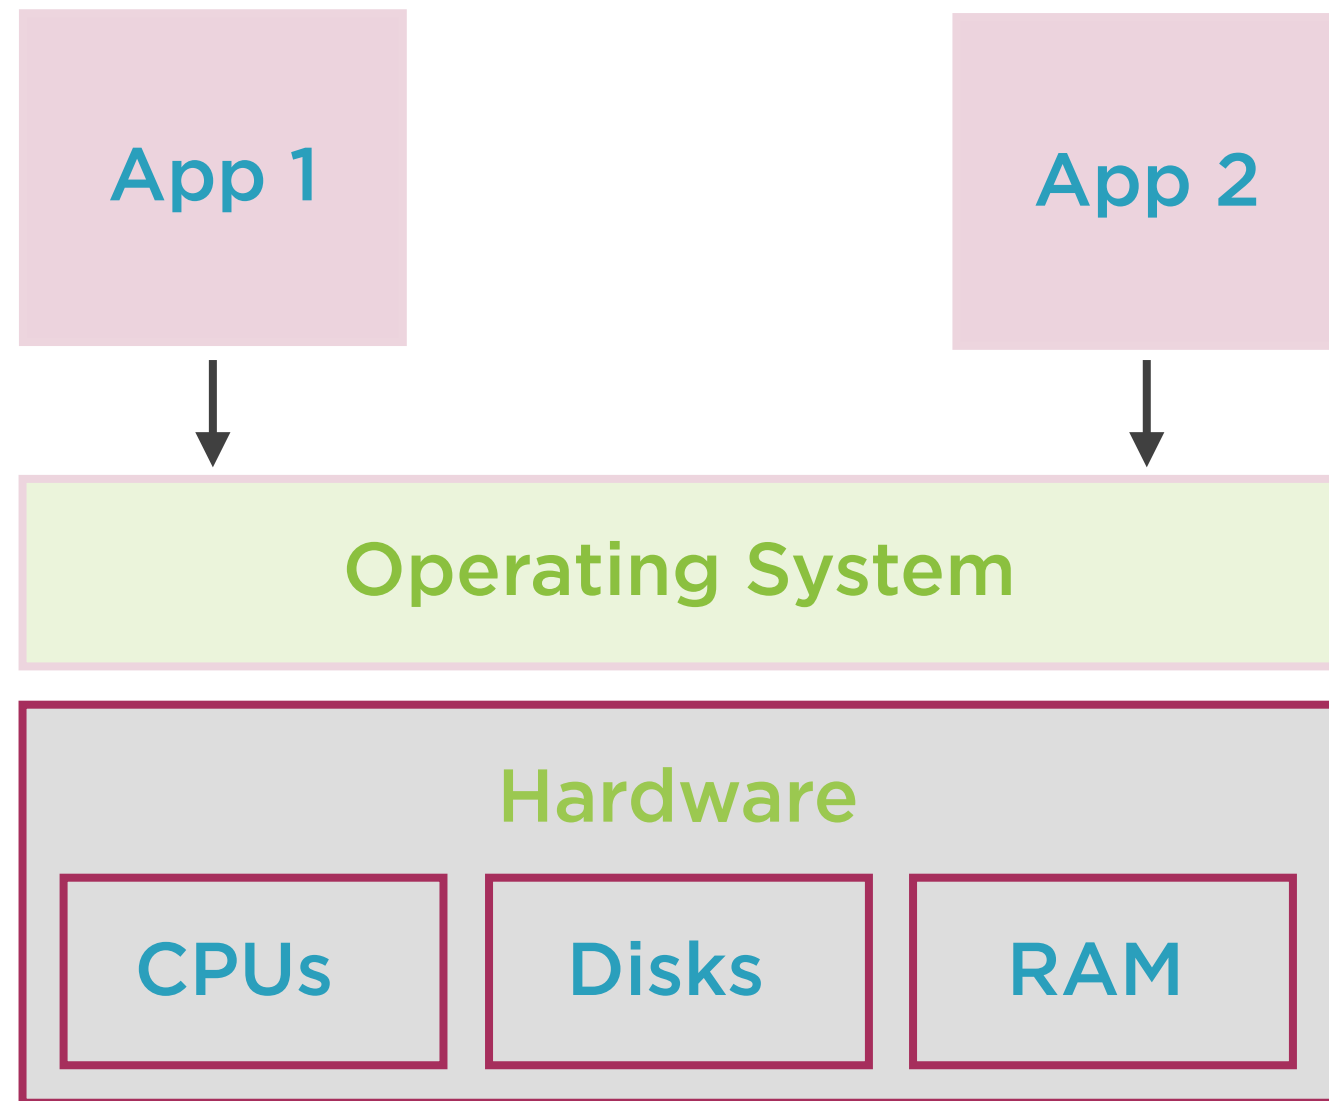 App 1
App 2
Operating System
Hardware
CPUs
Disks
RAM